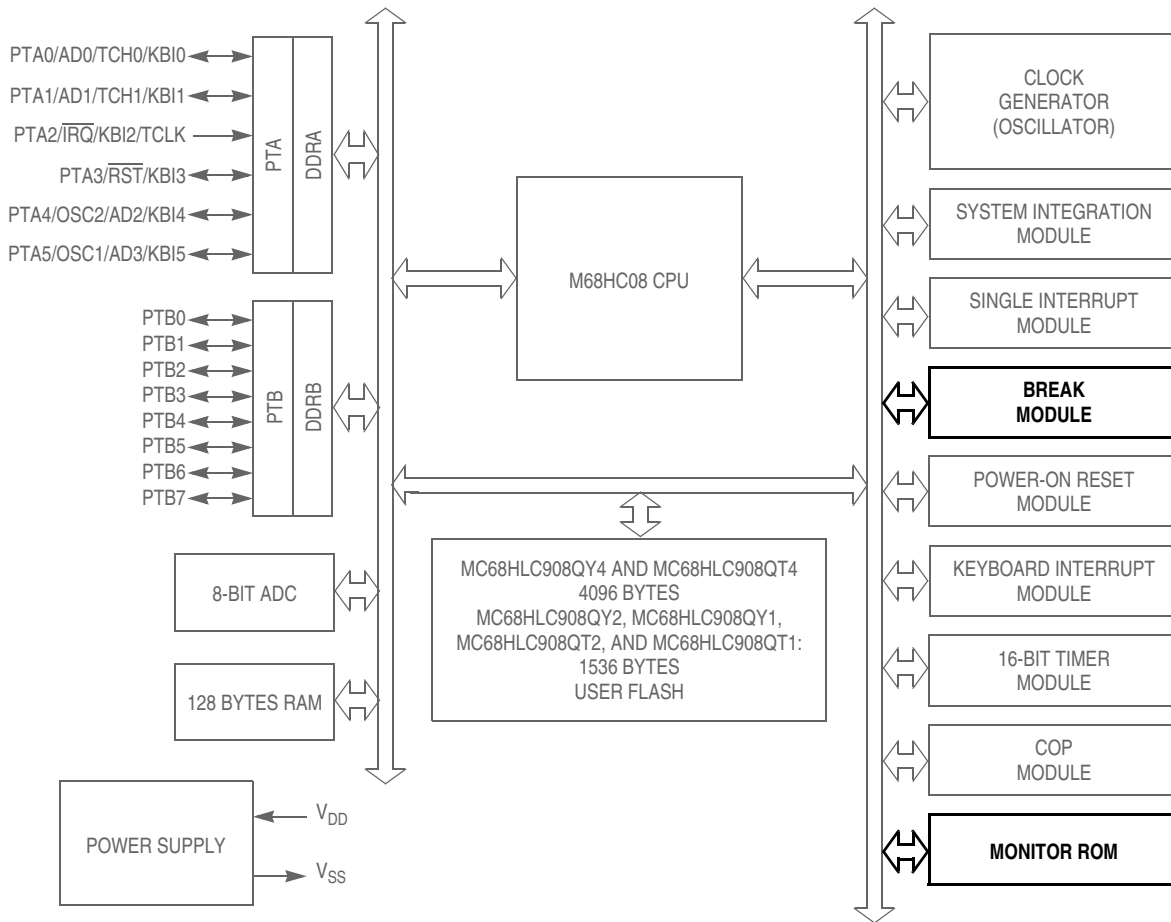 PTA0/AD0/TCH0/KBI0
PTA1/AD1/TCH1/KBI1
PTA2/I̅R̅Q̅/KBI2/TCLK
PTA3/R̅S̅T̅/KBI3
PTA4/OSC2/AD2/KBI4
PTA5/OSC1/AD3/KBI5
PTA
DDRA
PTB0
PTB1
PTB2
PTB3
PTB4
PTB5
PTB6
PTB7
PTB
DDRB
8-BIT ADC
128 BYTES RAM
POWER SUPPLY
VDD
VSS
M68HC08 CPU
MC68HLC908QY4 AND MC68HLC908QT4
4096 BYTES
MC68HLC908QY2, MC68HLC908QY1,
MC68HLC908QT2, AND MC68HLC908QT1:
1536 BYTES
USER FLASH
CLOCK
GENERATOR
(OSCILLATOR)
SYSTEM INTEGRATION
MODULE
SINGLE INTERRUPT
MODULE
BREAK
MODULE
POWER-ON RESET
MODULE
KEYBOARD INTERRUPT
MODULE
16-BIT TIMER
MODULE
COP
MODULE
MONITOR ROM